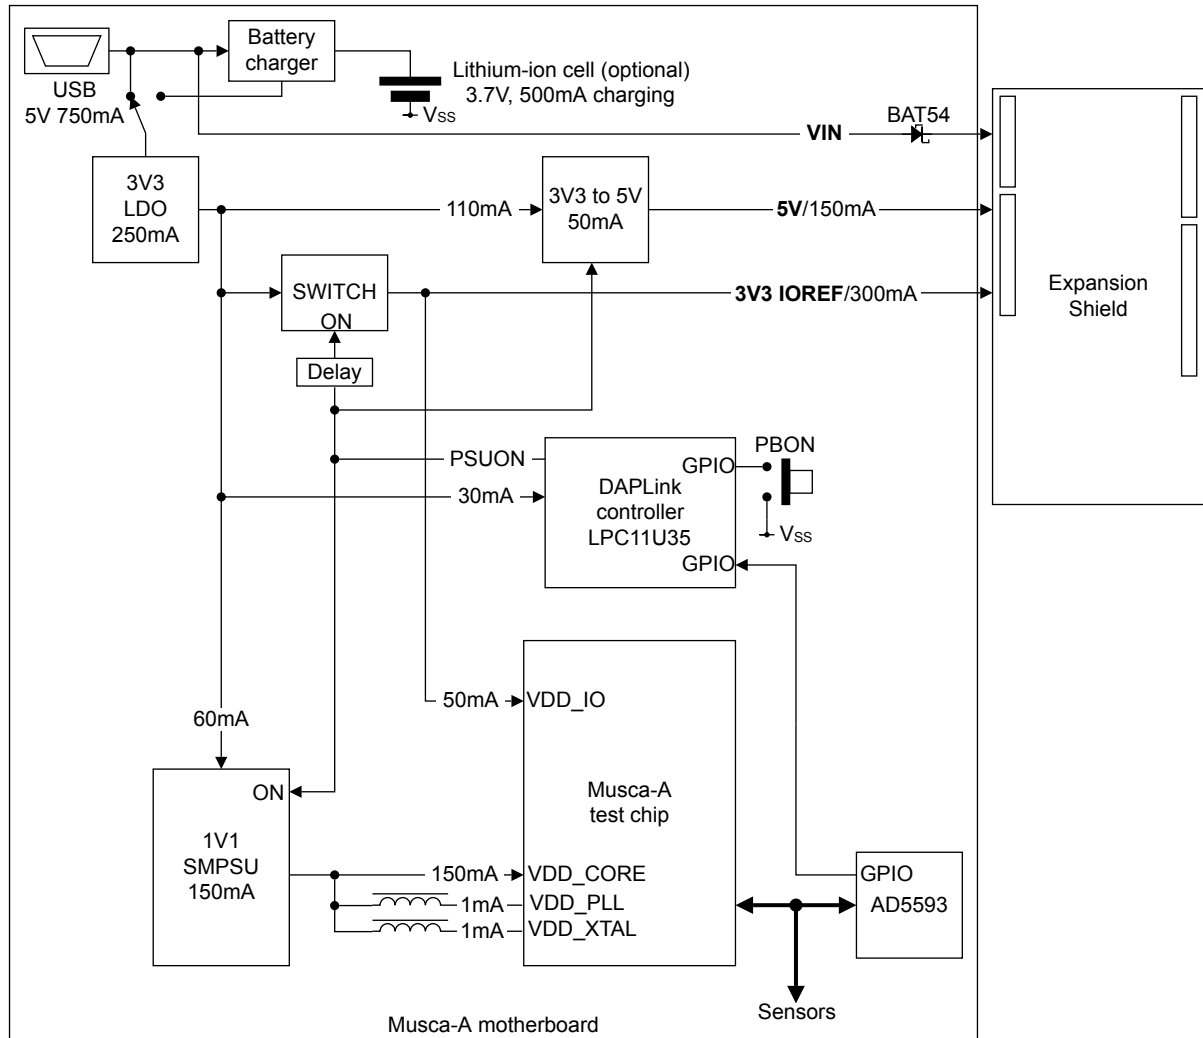 USB
5V 750mA
Battery
charger
Lithium-ion cell (optional)
3.7V, 500mA charging
VSS
VIN
BAT54
3V3
LDO
250mA
110mA
3V3 to 5V
50mA
5V/150mA
SWITCH
ON
3V3 IOREF/300mA
Expansion
Shield
Delay
PSUON
30mA
DAPLink
controller
LPC11U35
GPIO
GPIO
PBON
VSS
60mA
50mA
VDD_IO
Musca-A
test chip
ON
1V1
SMPSU
150mA
150mA
VDD_CORE
1mA
VDD_PLL
1mA
VDD_XTAL
GPIO
AD5593
Sensors
Musca-A motherboard